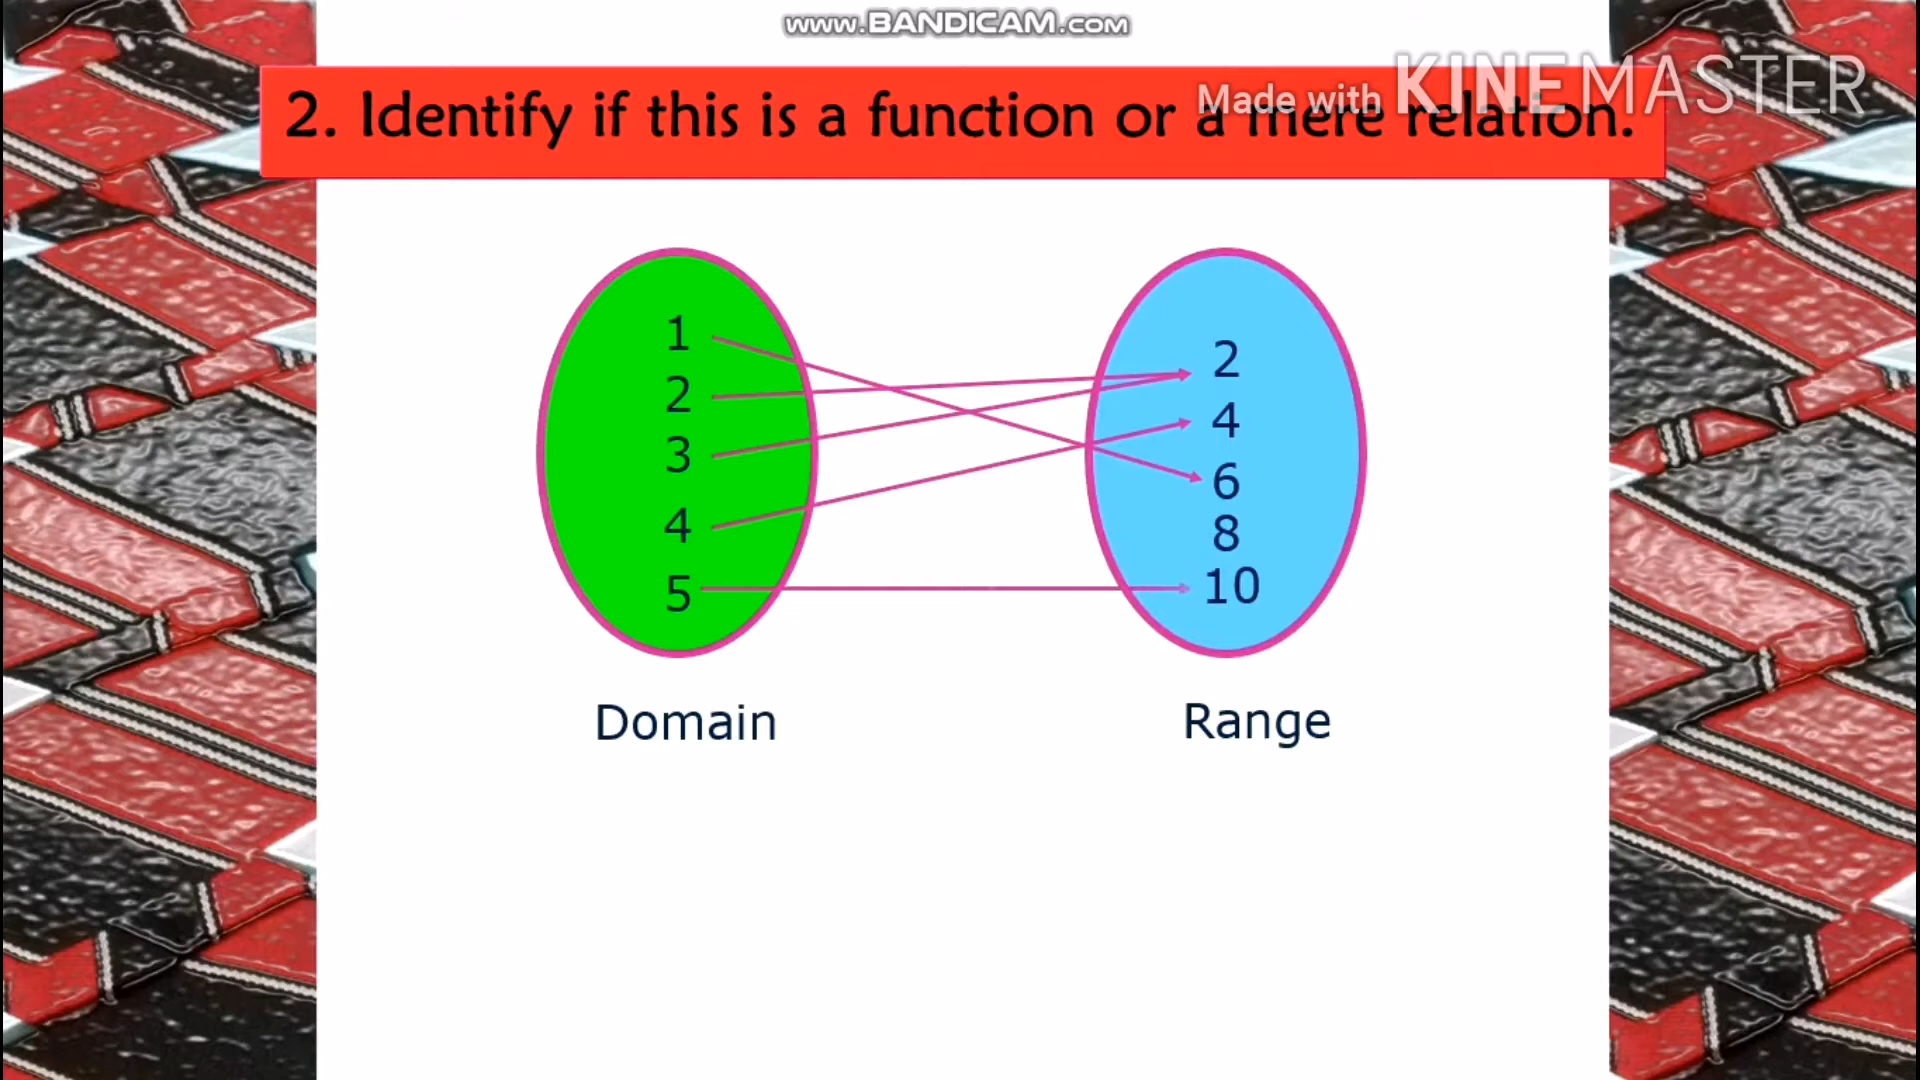 www.BANDICAM.com
Made with KINEMASTER
2. Identify if this is a function or a mere relation.
1
2
3
4
5
2
4
6
8
10
Domain
Range